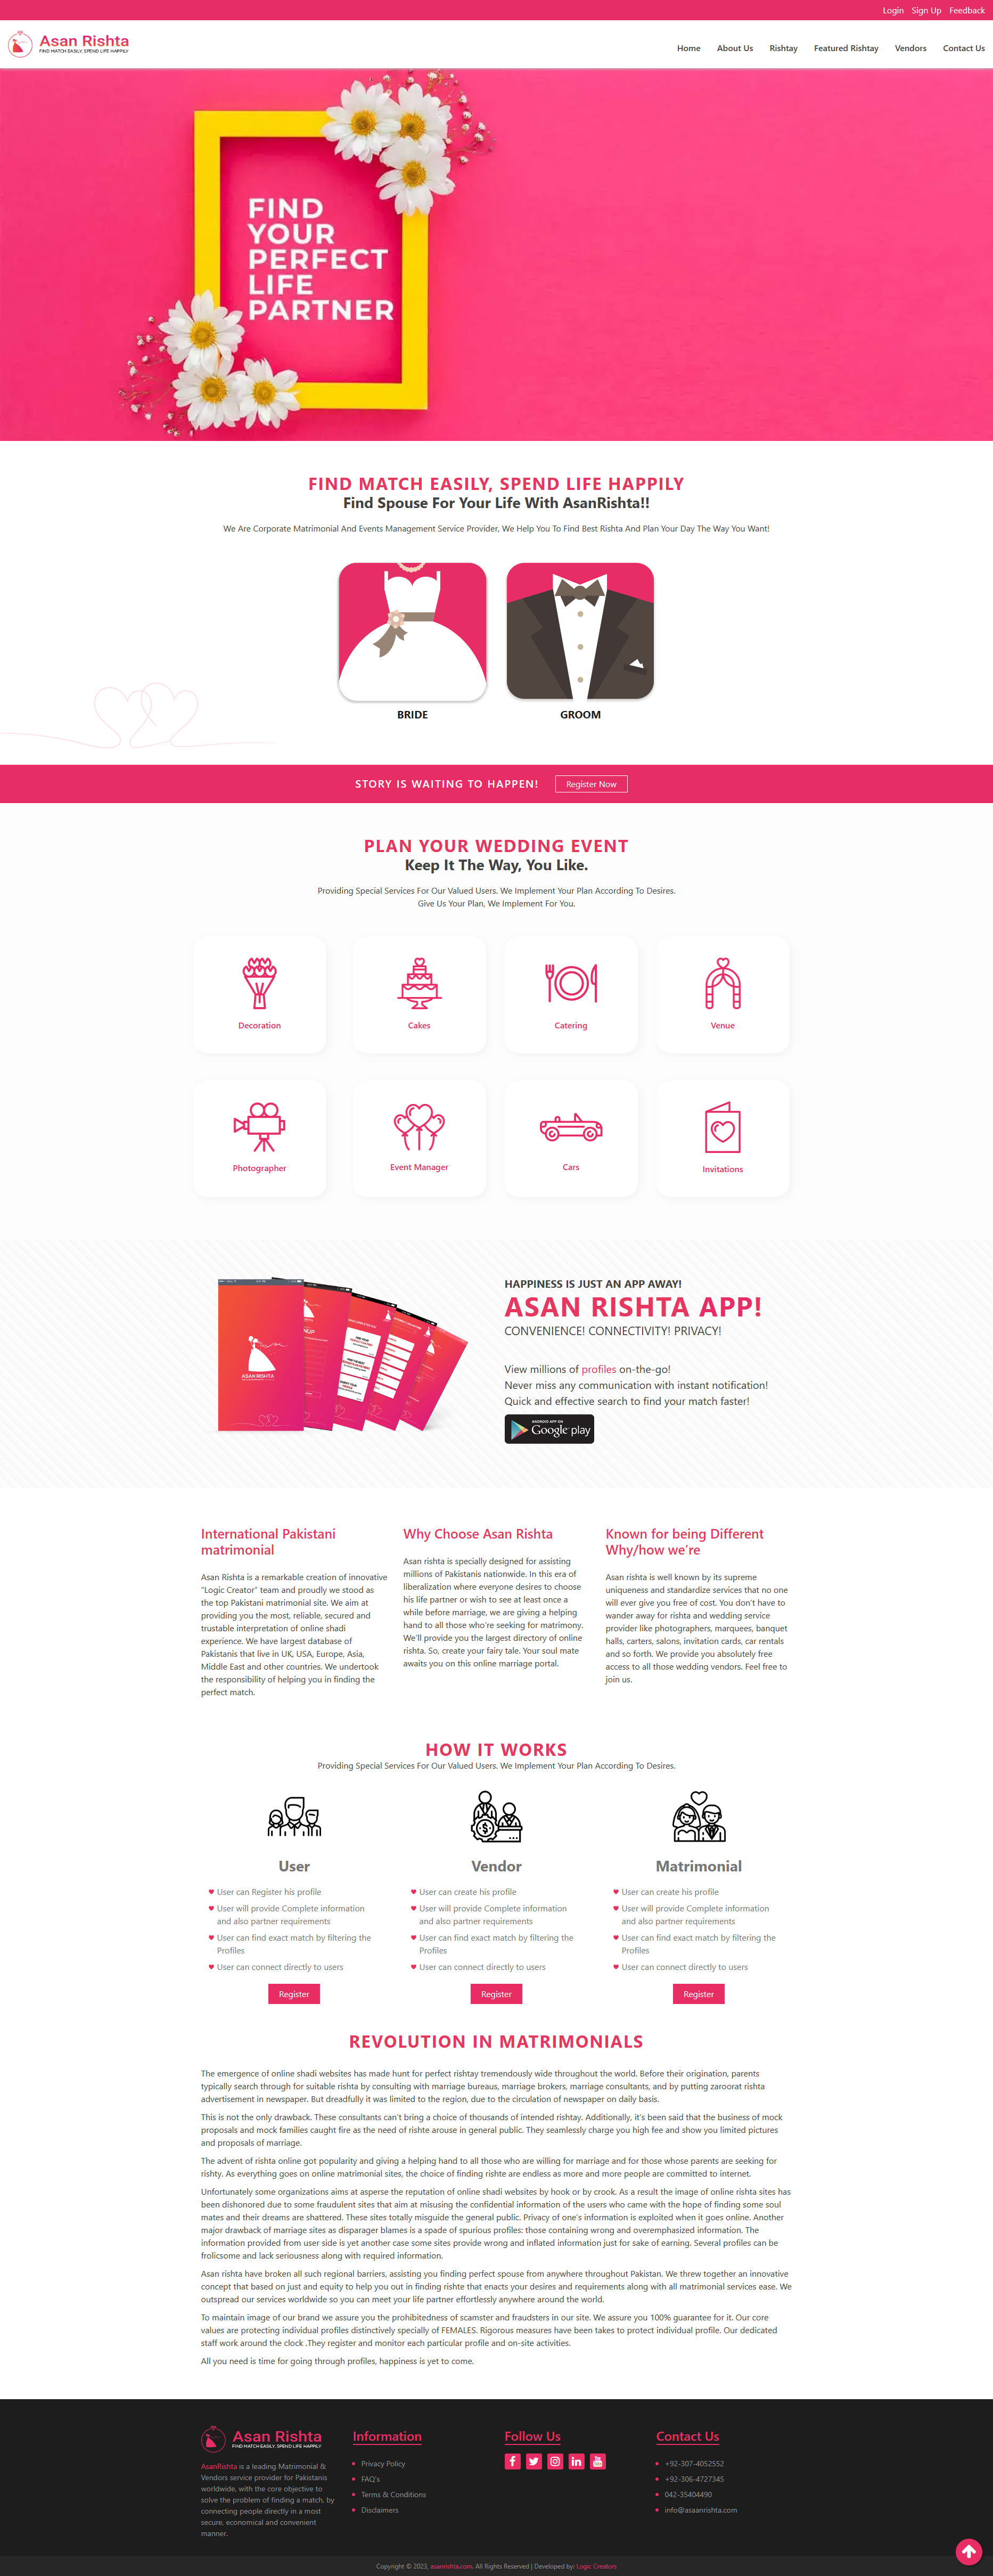 Login Sign Up Feedback
Asan Rishta
FIND MATCH EASILY, SPEND LIFE HAPPILY
Home About Us Rishtay Featured Rishtay Vendors Contact Us
FIND
YOUR
PERFECT
LIFE
PARTNER
FIND MATCH EASILY, SPEND LIFE HAPPILY
Find Spouse For Your Life With AsanRishta!!
We Are Corporate Matrimonial And Events Management Service Provider, We Help You To Find Best Rishta And Plan Your Day The Way You Want!
BRIDE GROOM
STORY IS WAITING TO HAPPEN! Register Now
PLAN YOUR WEDDING EVENT
Keep It The Way, You Like.
Providing Special Services For Our Valued Users. We Implement Your Plan According To Desires.
Give Us Your Plan, We Implement For You.
Decoration Cakes Catering Venue
Photographer Event Manager Cars Invitations
ASAN RISHTA
HAPPINESS IS JUST AN APP AWAY!
ASAN RISHTA APP!
CONVENIENCE! CONNECTIVITY! PRIVACY!
View millions of profiles on-the-go!
Never miss any communication with instant notification!
Quick and effective search to find your match faster!
ANDROID APP ON
Google play
International Pakistani
matrimonial
Asan Rishta is a remarkable creation of innovative
"Logic Creator" team and proudly we stood as
the top Pakistani matrimonial site. We aim at
providing you the most, reliable, secured and
trustable interpretation of online shadi
experience. We have largest database of
Pakistanis that live in UK, USA, Europe, Asia,
Middle East and other countries. We undertook
the responsibility of helping you in finding the
perfect match.
Why Choose Asan Rishta
Asan rishta is specially designed for assisting
millions of Pakistanis nationwide. In this era of
liberalization where everyone desires to choose
his life partner or wish to see at least once a
while before marriage, we are giving a helping
hand to all those who're seeking for matrimony.
We'll provide you the largest directory of online
rishta. So, create your fairy tale. Your soul mate
awaits you on this online marriage portal.
Known for being Different
Why/how we're
Asan rishta is well known by its supreme
uniqueness and standardize services that no one
will ever give you free of cost. You don't have to
wander away for rishta and wedding service
provider like photographers, marquees, banquet
halls, carters, salons, invitation cards, car rentals
and so forth. We provide you absolutely free
access to all those wedding vendors. Feel free to
join us.
HOW IT WORKS
Providing Special Services For Our Valued Users. We Implement Your Plan According To Desires.
User
User can Register his profile
User will provide Complete information
and also partner requirements
User can find exact match by filtering the
Profiles
User can connect directly to users
Register
Vendor
User can create his profile
User will provide Complete information
and also partner requirements
User can find exact match by filtering the
Profiles
User can connect directly to users
Register
Matrimonial
User can create his profile
User will provide Complete information
and also partner requirements
User can find exact match by filtering the
Profiles
User can connect directly to users
Register
REVOLUTION IN MATRIMONIALS
The emergence of online shadi websites has made hunt for perfect rishtay tremendously wide throughout the world. Before their origination, parents
typically search through for suitable rishta by consulting with marriage bureaus, marriage brokers, marriage consultants, and by putting zaroorat rishta
advertisement in newspaper. But dreadfully it was limited to the region, due to the circulation of newspaper on daily basis.
This is not the only drawback. These consultants can't bring a choice of thousands of intended rishtay. Additionally, it's been said that the business of mock
proposals and mock families caught fire as the need of rishte arouse in general public. They seamlessly charge you high fee and show you limited pictures
and proposals of marriage.
The advent of rishta online got popularity and giving a helping hand to all those who are willing for marriage and for those whose parents are seeking for
rishty. As everything goes on online matrimonial sites, the choice of finding rishte are endless as more and more people are committed to internet.
Unfortunately some organizations aims at asperse the reputation of online shadi websites by hook or by crook. As a result the image of online rishta sites has
been dishonored due to some fraudulent sites that aim at misusing the confidential information of the users who came with the hope of finding some soul
mates and their dreams are shattered. These sites totally misguide the general public. Privacy of one's information is exploited when it goes online. Another
major drawback of marriage sites as disparager blames is a spade of spurious profiles: those containing wrong and overemphasized information. The
information provided from user side is yet another case some sites provide wrong and inflated information just for sake of earning. Several profiles can be
frolicsome and lack seriousness along with required information.
Asan rishta have broken all such regional barriers, assisting you finding perfect spouse from anywhere throughout Pakistan. We threw together an innovative
concept that based on just and equity to help you out in finding rishte that enacts your desires and requirements along with all matrimonial services ease. We
outspread our services worldwide so you can meet your life partner effortlessly anywhere around the world.
To maintain image of our brand we assure you the prohibitedness of scamster and fraudsters in our site. We assure you 100% guarantee for it. Our core
values are protecting individual profiles distinctively specially of FEMALES. Rigorous measures have been takes to protect individual profile. Our dedicated
staff work around the clock .They register and monitor each particular profile and on-site activities.
All you need is time for going through profiles, happiness is yet to come.
Asan Rishta
FIND MATCH EASILY, SPEND LIFE HAPPILY
AsanRishta is a leading Matrimonial &
Vendors service provider for Pakistanis
worldwide, with the core objective to
solve the problem of finding a match, by
connecting people directly in a most
secure, economical and convenient
manner.
Information
Privacy Policy
FAQ's
Terms & Conditions
Disclaimers
Follow Us
Contact Us
+92-307-4052552
+92-306-4727345
042-35404490
info@asaanrishta.com
Copyright © 2023, asanrishta.com. All Rights Reserved | Developed by: Logic Creators